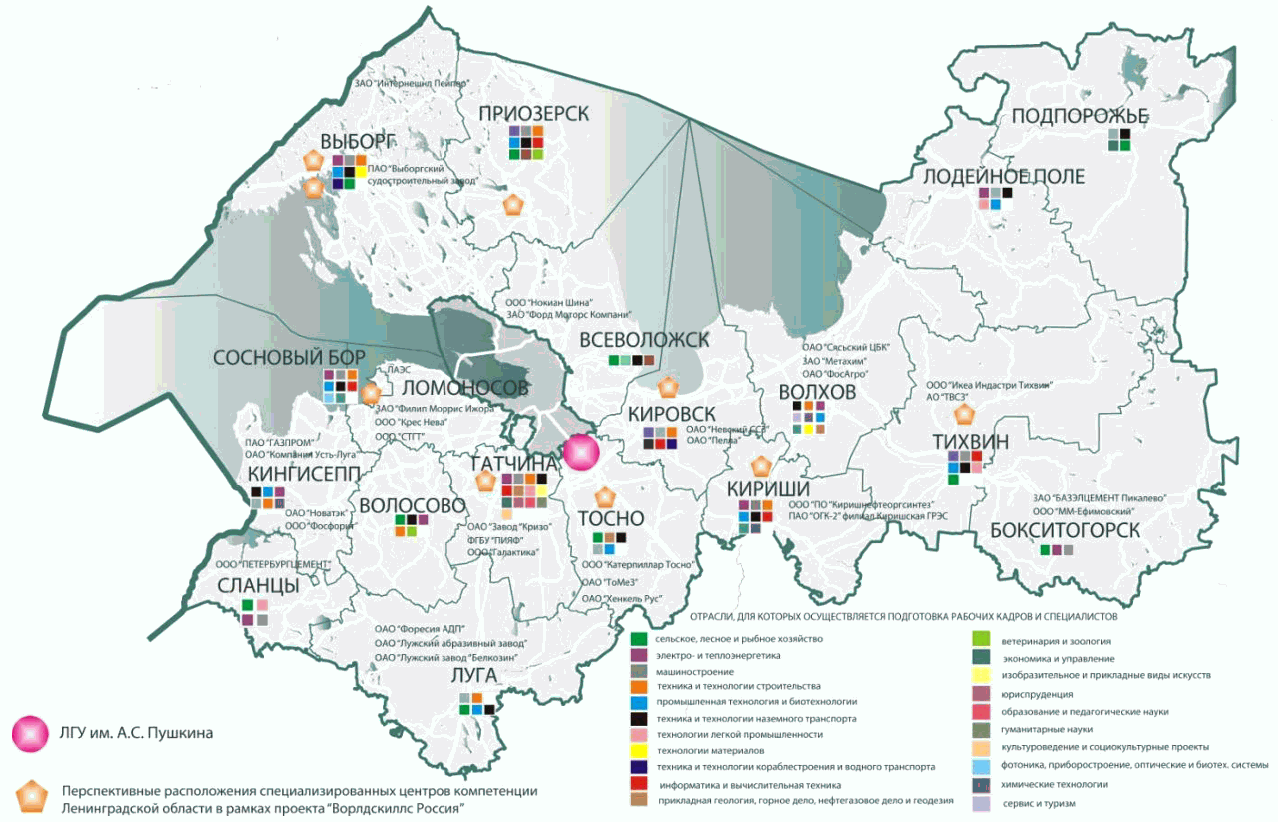 ЗАО "Интернешнл Пейпер"
ПРИОЗЕРСК
ВЫБОРГ
ПАО "Выборгский
судостроительный завод"
ПОДПОРОЖЬЕ
ЛОДЕЙНОЕ ПОЛЕ
ООО "Нокиан Шина"
ЗАО "Форд Моторс Компани"
ВСЕВОЛОЖСК
СОСНОВЫЙ БОР
ЛАЭС
ЛОМОНОСОВ
ЗАО "Филип Моррис Ижора"
ООО "Крес Нева"
ООО "СТГТ"
ОАО "Сясьский ЦБК"
ЗАО "Метахим"
ОАО "ФосАгро"
ВОЛХОВ
КИРОВСК
ОАО "Невский ССЗ"
ОАО "Пелла"
ООО "Икеа Индастри Тихвин"
АО "ТВСЗ"
ТИХВИН
ПАО "ГАЗПРОМ"
ОАО "Компания Усть-Луга"
КИНГИСЕПП
ОАО "Новатэк"
ООО "Фосфорит"
ГАТЧИНА
ОАО "Завод "Кризо"
ФГБУ "ПИЯФ"
ООО "Галактика"
ВОЛОСОВО
ТОСНО
ООО "Катерпиллар Тосно"
ОАО "ТоМеЗ"
ОАО "Хенкель Рус"
КИРИШИ
ООО "ПО "Киришнефтеоргсинтез"
ПАО "ОГК-2" филиал Киришская ГРЭС
ЗАО "БАЗЭЛЦЕМЕНТ Пикалево"
ООО "ММ-Ефимовский"
БОКСИТОГОРСК
ООО "ПЕТЕРБУРГЦЕМЕНТ"
СЛАНЦЫ
ОАО "Форесия АДП"
ОАО "Лужский абразивный завод"
ОАО "Лужский завод "Белкозин"
ЛУГА
ОТРАСЛИ, ДЛЯ КОТОРЫХ ОСУЩЕСТВЛЯЕТСЯ ПОДГОТОВКА РАБОЧИХ КАДРОВ И СПЕЦИАЛИСТОВ
сельское, лесное и рыбное хозяйство
электро- и теплоэнергетика
машиностроение
техника и технологии строительства
промышленная технология и биотехнологии
техника и технологии наземного транспорта
технологии легкой промышленности
технологии материалов
техника и технологии кораблестроения и водного транспорта
информатика и вычислительная техника
прикладная геология, горное дело, нефтегазовое дело и геодезия
ветеринария и зоология
экономика и управление
изобразительное и прикладные виды искусств
юриспруденция
образование и педагогические науки
гуманитарные науки
культуроведение и социокультурные проекты
фотоника, приборостроение, оптические и биотех. системы
химические технологии
сервис и туризм
ЛГУ им. А.С. Пушкина
Перспективные расположения специализированных центров компетенции
Ленинградской области в рамках проекта "Ворлдскиллс Россия"